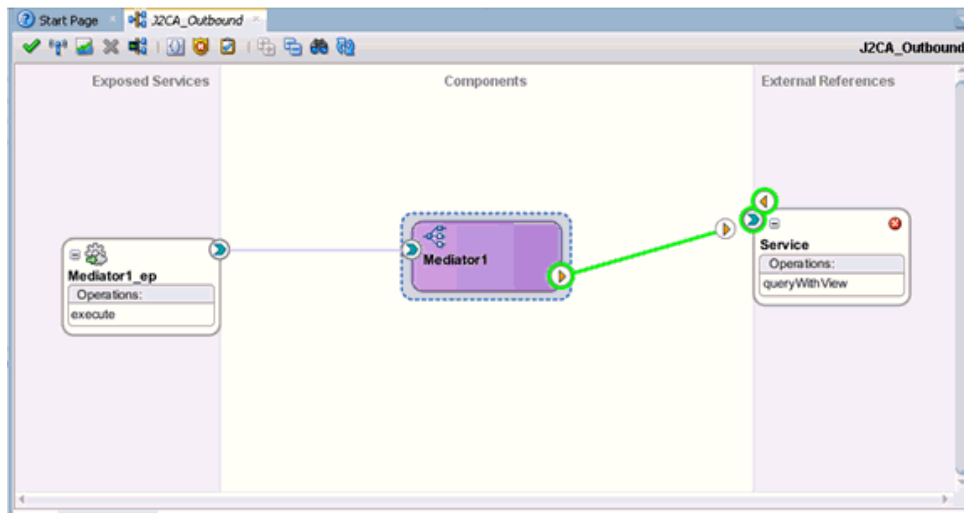 Start Page
J2CA_Outbound
J2CA_Outbound
Exposed Services
Components
External References
Mediator1_ep
Operations:
execute
Mediator1
Service
Operations:
queryWithView